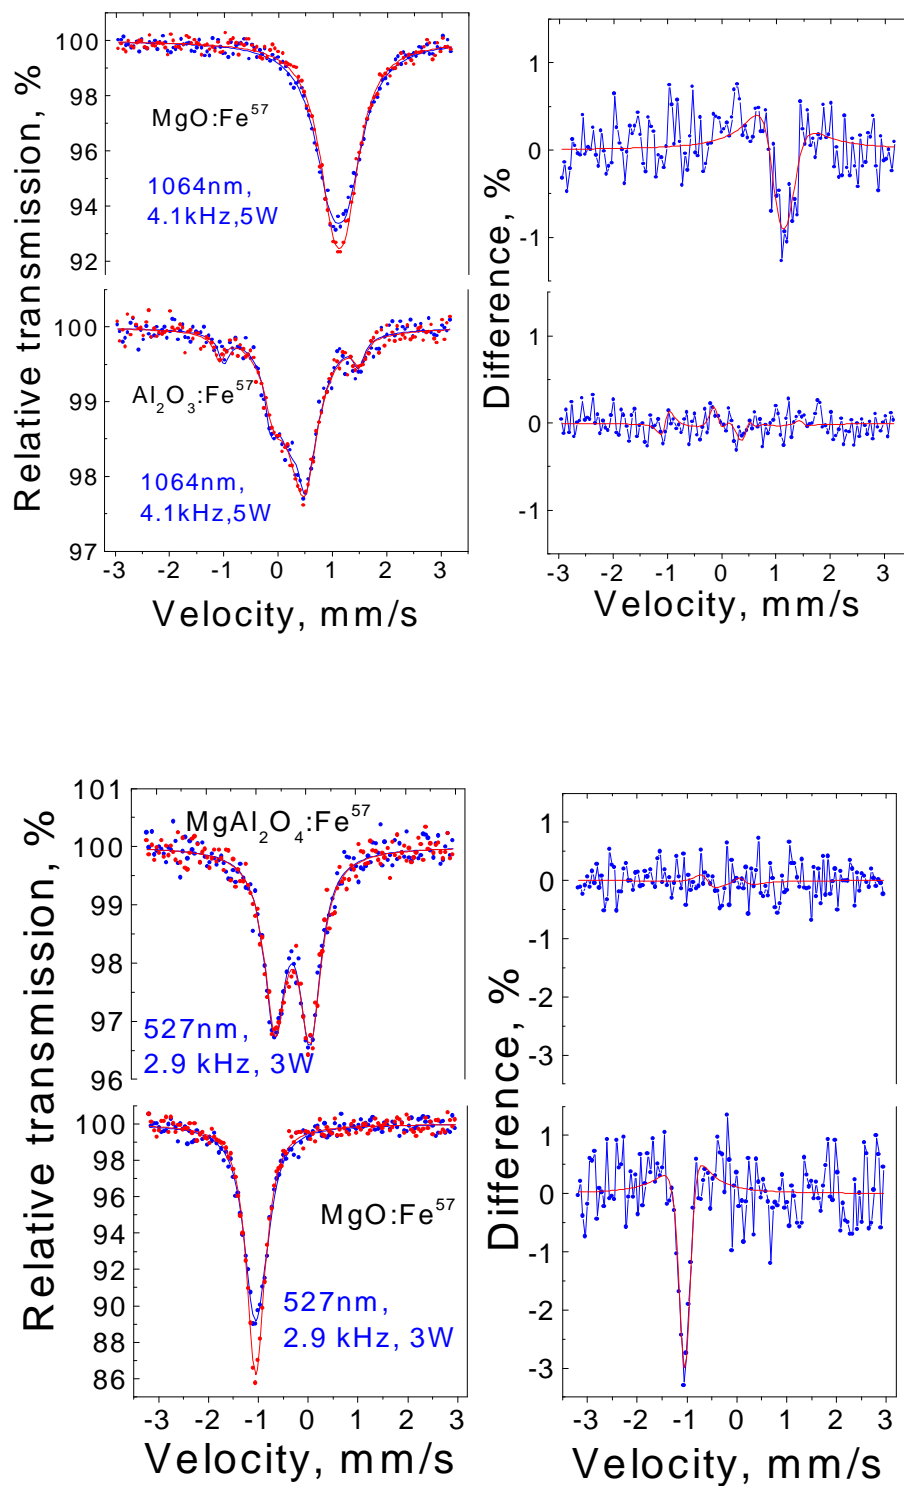 Relative transmission, %
100
98
96
94
92
MgO:Fe57
1064nm,
4.1kHz,5W
100
99
98
97
Al2O3:Fe57
1064nm,
4.1kHz,5W
-3 -2 -1 0 1 2 3
Velocity, mm/s
Difference, %
1
0
-1
1
0
-1
-3 -2 -1 0 1 2 3
Velocity, mm/s
Relative transmission, %
101
100
99
98
97
96
MgAl2O4:Fe57
527nm,
2.9 kHz, 3W
100
98
96
94
92
90
88
86
MgO:Fe57
527nm,
2.9 kHz, 3W
-3 -2 -1 0 1 2 3
Velocity, mm/s
Difference, %
1
0
-1
-2
-3
1
0
-1
-2
-3
-3 -2 -1 0 1 2 3
Velocity, mm/s